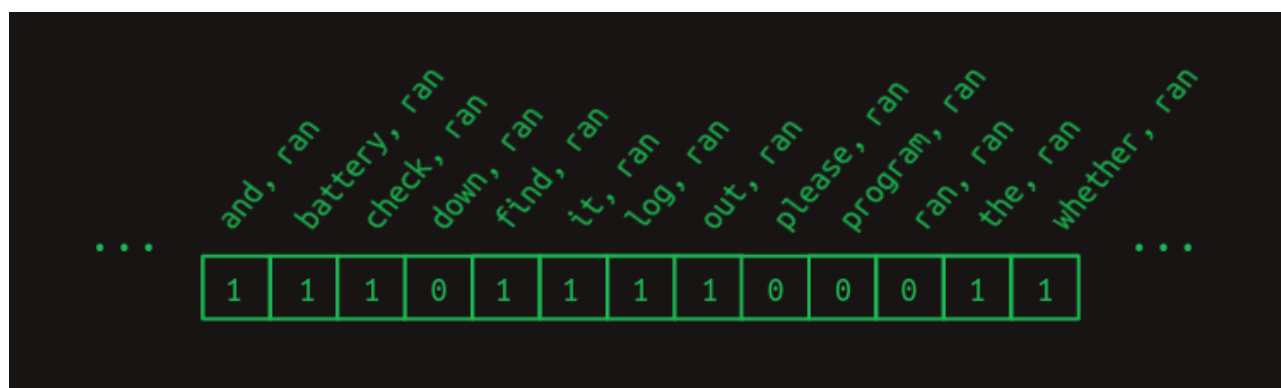 and, ran
battery, ran
check, ran
down, ran
find, ran
it, ran
log, ran
out, ran
please, ran
program, ran
ran, ran
the, ran
whether, ran
... 1 1 1 0 1 1 1 1 0 0 0 1 1 ...